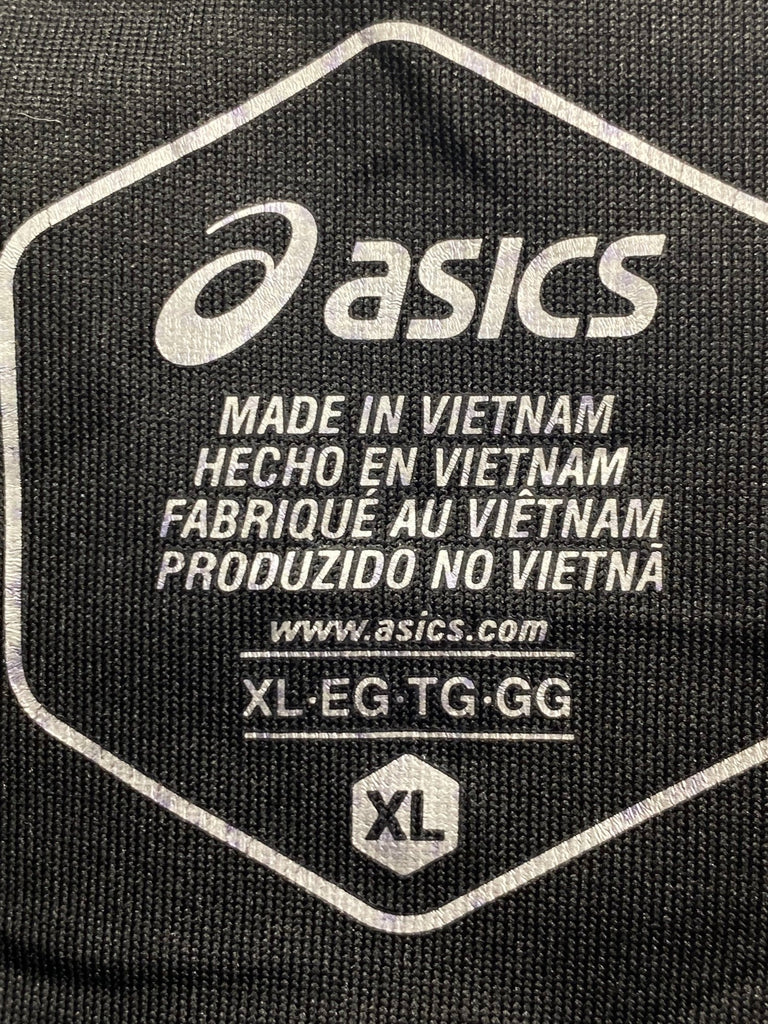 asics
MADE IN VIETNAM
HECHO EN VIETNAM
FABRIQUÉ AU VIÊTNAM
PRODUZIDO NO VIETNÃ
www.asics.com
XL·EG·TG·GG
XL